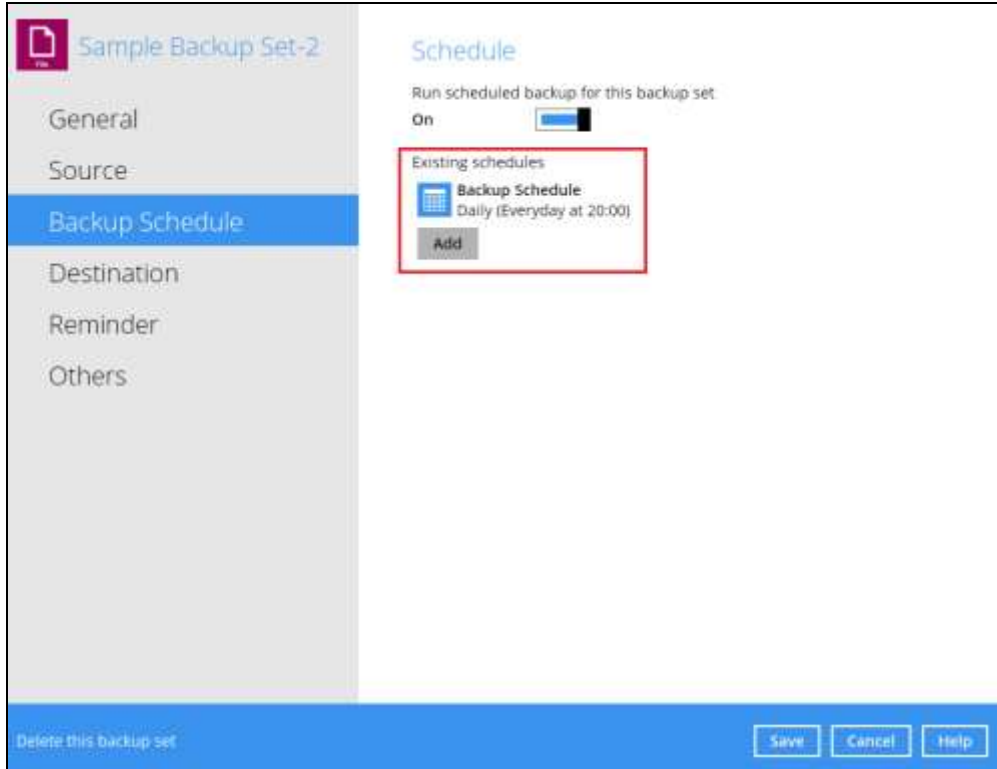 File
Sample Backup Set-2
General
Source
Backup Schedule
Destination
Reminder
Others
Schedule
Run scheduled backup for this backup set
On
Existing schedules
Backup Schedule
Daily (Everyday at 20:00)
Add
Delete this backup set
Save
Cancel
Help